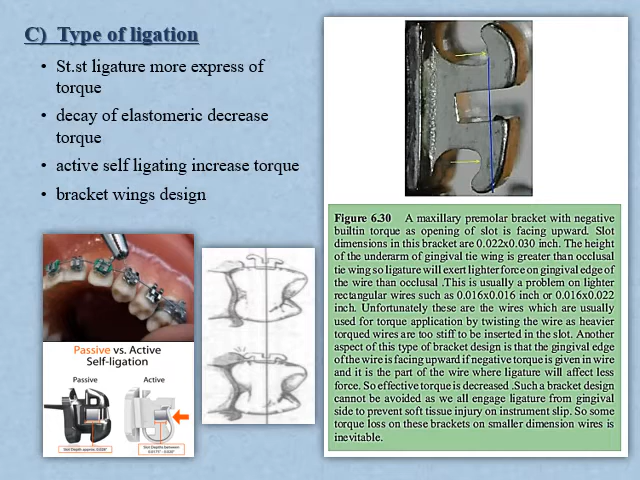 C) Type of ligation
• St.st ligature more express of
torque
• decay of elastomeric decrease
torque
• active self ligating increase torque
• bracket wings design
Passive vs. Active
Self-ligation
Passive
Active
Slot Depth: approx. 0.028"
Slot Depth: between
Figure 6.30 A maxillary premolar bracket with negative
builtin torque as opening of slot is facing upward. Slot
dimensions in this bracket are 0.022x0.030 inch. The height
of the underarm of gingival tie wing is greater than occlusal
tie wing so ligature will exert lighter force on gingival edge of
the wire than occlusal .This is usually a problem on lighter
rectangular wires such as 0.016x0.016 inch or 0.016x0.022
inch. Unfortunately these are the wires which are usually
used for torque application by twisting the wire as heavier
torqued wires are too stiff to be inserted in the slot. Another
aspect of this type of bracket design is that the gingival edge
of the wire is facing upward if negative torque is given in wire
and it is the part of the wire where ligature will affect less
force. So effective torque is decreased .Such a bracket design
cannot be avoided as we all engage ligature from gingival
side to prevent soft tissue injury on instrument slip. So some
torque loss on these brackets on smaller dimension wires is
inevitable.